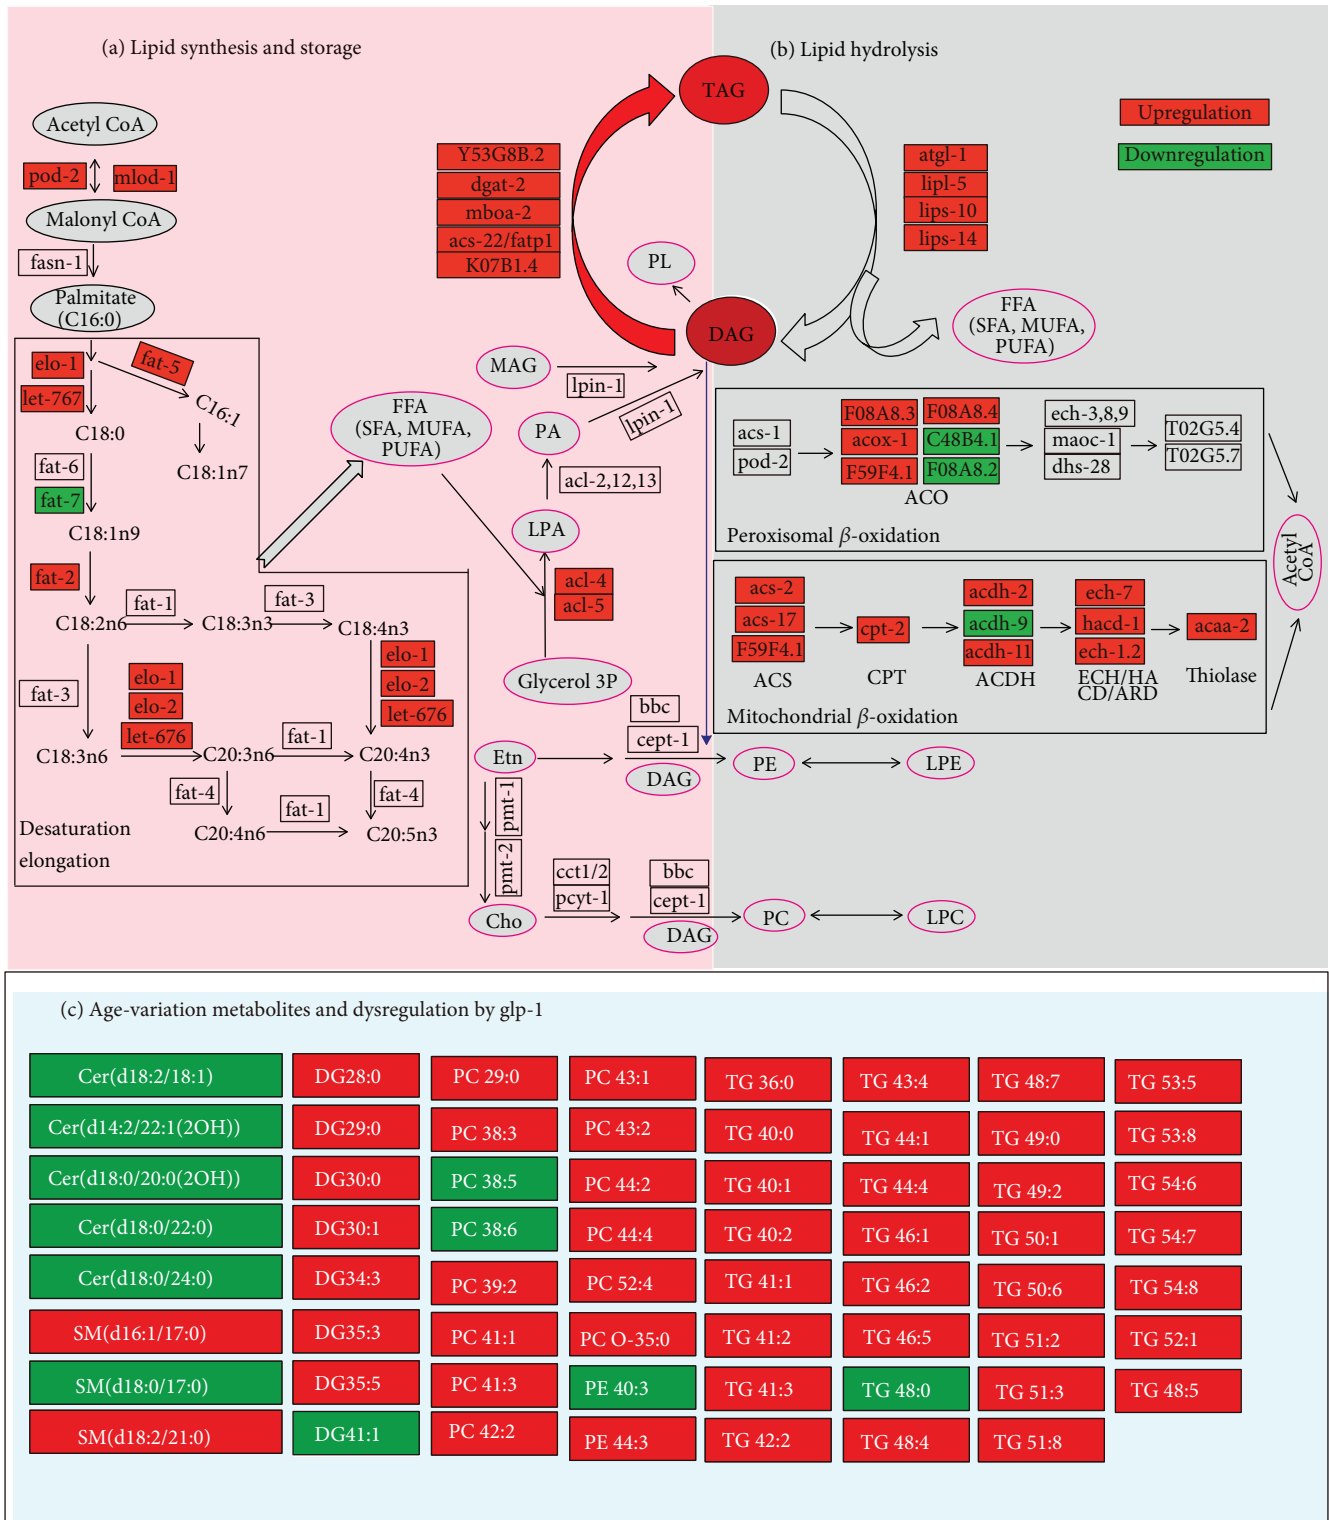 (a) Lipid synthesis and storage
Acetyl CoA
pod-2
mlod-1
Malonyl CoA
fasn-1
Palmitate
(C16:0)
elo-1
let-767
fat-5
C16:1
C18:0
C18:1n7
fat-6
fat-7
C18:1n9
fat-2
C18:2n6
fat-1
C18:3n3
fat-3
C18:4n3
fat-3
elo-1
elo-2
let-676
elo-1
elo-2
let-676
C18:3n6
C20:3n6
fat-1
C20:4n3
fat-4
fat-1
fat-4
C20:4n6
C20:5n3
Desaturation
elongation
FFA
(SFA, MUFA,
PUFA)
Y53G8B.2
dgat-2
mboa-2
acs-22/fatp1
K07B1.4
TAG
PL
DAG
MAG
lpin-1
lpin-1
PA
acl-2,12,13
LPA
acl-4
acl-5
Glycerol 3P
Etn
bbc
cept-1
DAG
PE
LPE
pmt-1
pmt-2
Cho
cct1/2
pcyt-1
bbc
cept-1
DAG
PC
LPC
(b) Lipid hydrolysis
Upregulation
Downregulation
atgl-1
lipl-5
lips-10
lips-14
FFA
(SFA, MUFA,
PUFA)
acs-1
pod-2
F08A8.3
acox-1
F59F4.1
F08A8.4
C48B4.1
F08A8.2
ACO
ech-3,8,9
maoc-1
dhs-28
T02G5.4
T02G5.7
Peroxisomal β-oxidation
Acetyl
CoA
acs-2
acs-17
F59F4.1
ACS
cpt-2
CPT
acdh-2
acdh-9
acdh-11
ACDH
ech-7
hacd-1
ech-1.2
ECH/HA
CD/ARD
acaa-2
Thiolase
Mitochondrial β-oxidation
(c) Age-variation metabolites and dysregulation by glp-1
Cer(d18:2/18:1) DG28:0 PC 29:0 PC 43:1 TG 36:0 TG 43:4 TG 48:7 TG 53:5
Cer(d14:2/22:1(2OH)) DG29:0 PC 38:3 PC 43:2 TG 40:0 TG 44:1 TG 49:0 TG 53:8
Cer(d18:0/20:0(2OH)) DG30:0 PC 38:5 PC 44:2 TG 40:1 TG 44:4 TG 49:2 TG 54:6
Cer(d18:0/22:0) DG30:1 PC 38:6 PC 44:4 TG 40:2 TG 46:1 TG 50:1 TG 54:7
Cer(d18:0/24:0) DG34:3 PC 39:2 PC 52:4 TG 41:1 TG 46:2 TG 50:6 TG 54:8
SM(d16:1/17:0) DG35:3 PC 41:1 PC O-35:0 TG 41:2 TG 46:5 TG 51:2 TG 52:1
SM(d18:0/17:0) DG35:5 PC 41:3 PE 40:3 TG 41:3 TG 48:0 TG 51:3 TG 48:5
SM(d18:2/21:0) DG41:1 PC 42:2 PE 44:3 TG 42:2 TG 48:4 TG 51:8